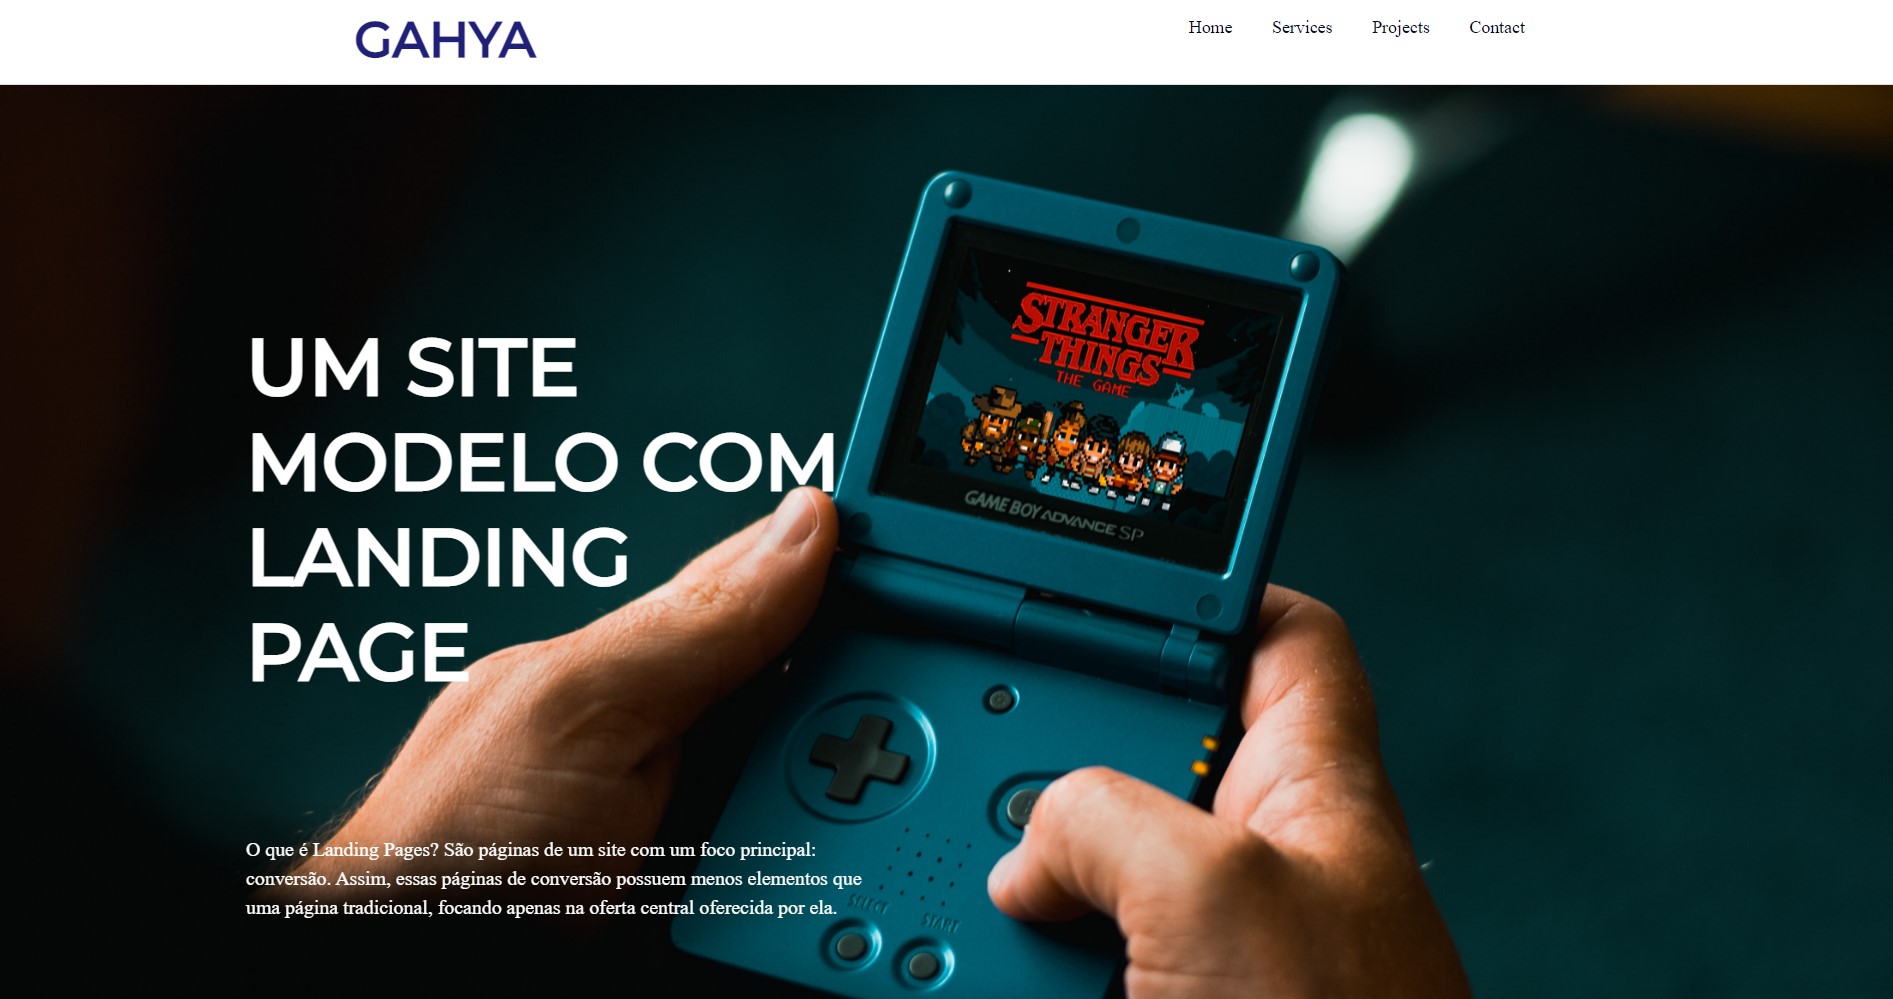 GAHYA
Home Services Projects Contact
STRANGER
THINGS
THE GAME
GAME BOY ADVANCE SP
UM SITE
MODELO COM
LANDING
PAGE
O que é Landing Pages? São páginas de um site com um foco principal:
conversão. Assim, essas páginas de conversão possuem menos elementos que
uma página tradicional, focando apenas na oferta central oferecida por ela.
SELECT
START